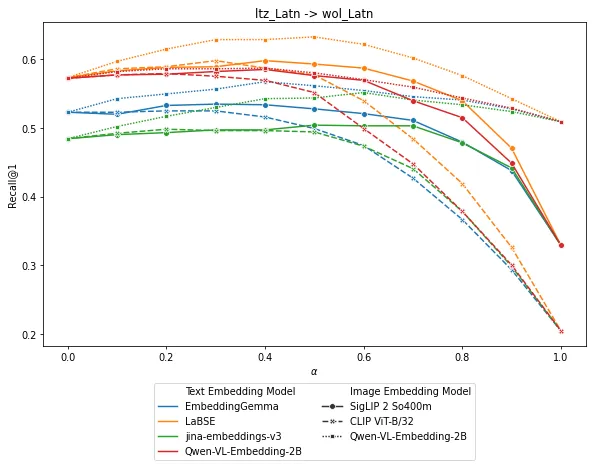 ltz_Latn -> wol_Latn
Recall@1
0.6
0.5
0.4
0.3
0.2
0.0 0.2 0.4 0.6 0.8 1.0
α
Text Embedding Model Image Embedding Model
EmbeddingGemma SigLIP 2 So400m
LaBSE CLIP ViT-B/32
jina-embeddings-v3 Qwen-VL-Embedding-2B
Qwen-VL-Embedding-2B